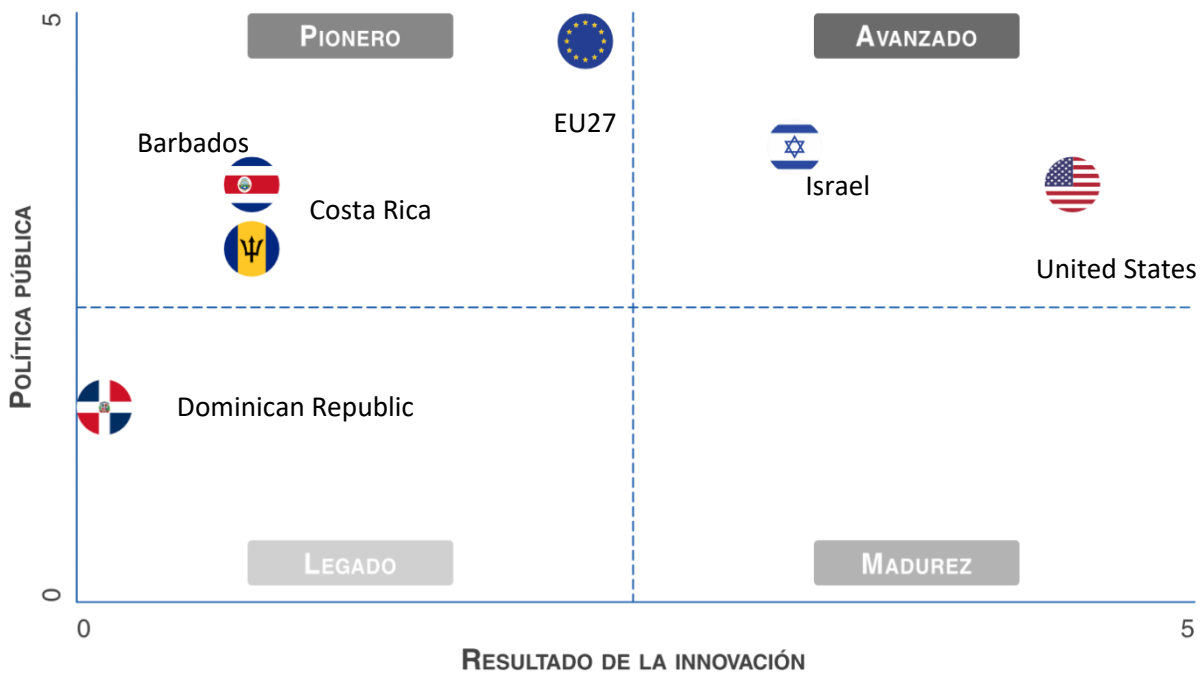 5
PIONERO
AVANZADO
EU27
Barbados
Israel
Costa Rica
United States
POLÍTICA PÚBLICA
Dominican Republic
LEGADO
MADUREZ
0
0
5
RESULTADO DE LA INNOVACIÓN